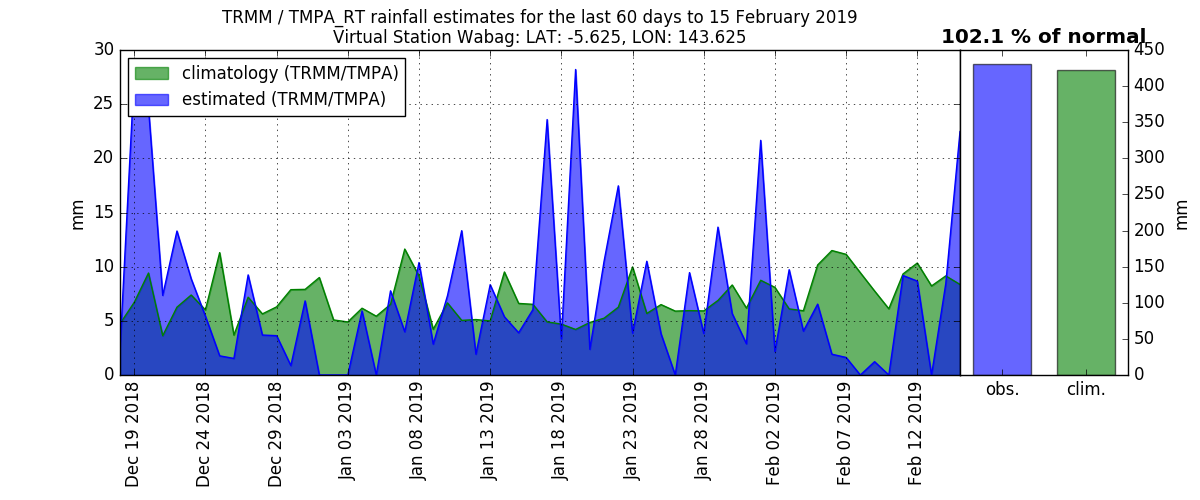 TRMM / TMPA_RT rainfall estimates for the last 60 days to 15 February 2019
Virtual Station Wabag: LAT: -5.625, LON: 143.625
102.1 % of normal
climatology (TRMM/TMPA)
estimated (TRMM/TMPA)
30
25
20
15
10
5
0
mm
Dec 19 2018
Dec 24 2018
Dec 29 2018
Jan 03 2019
Jan 08 2019
Jan 13 2019
Jan 18 2019
Jan 23 2019
Jan 28 2019
Feb 02 2019
Feb 07 2019
Feb 12 2019
obs.
clim.
450
400
350
300
250
200
150
100
50
0
mm